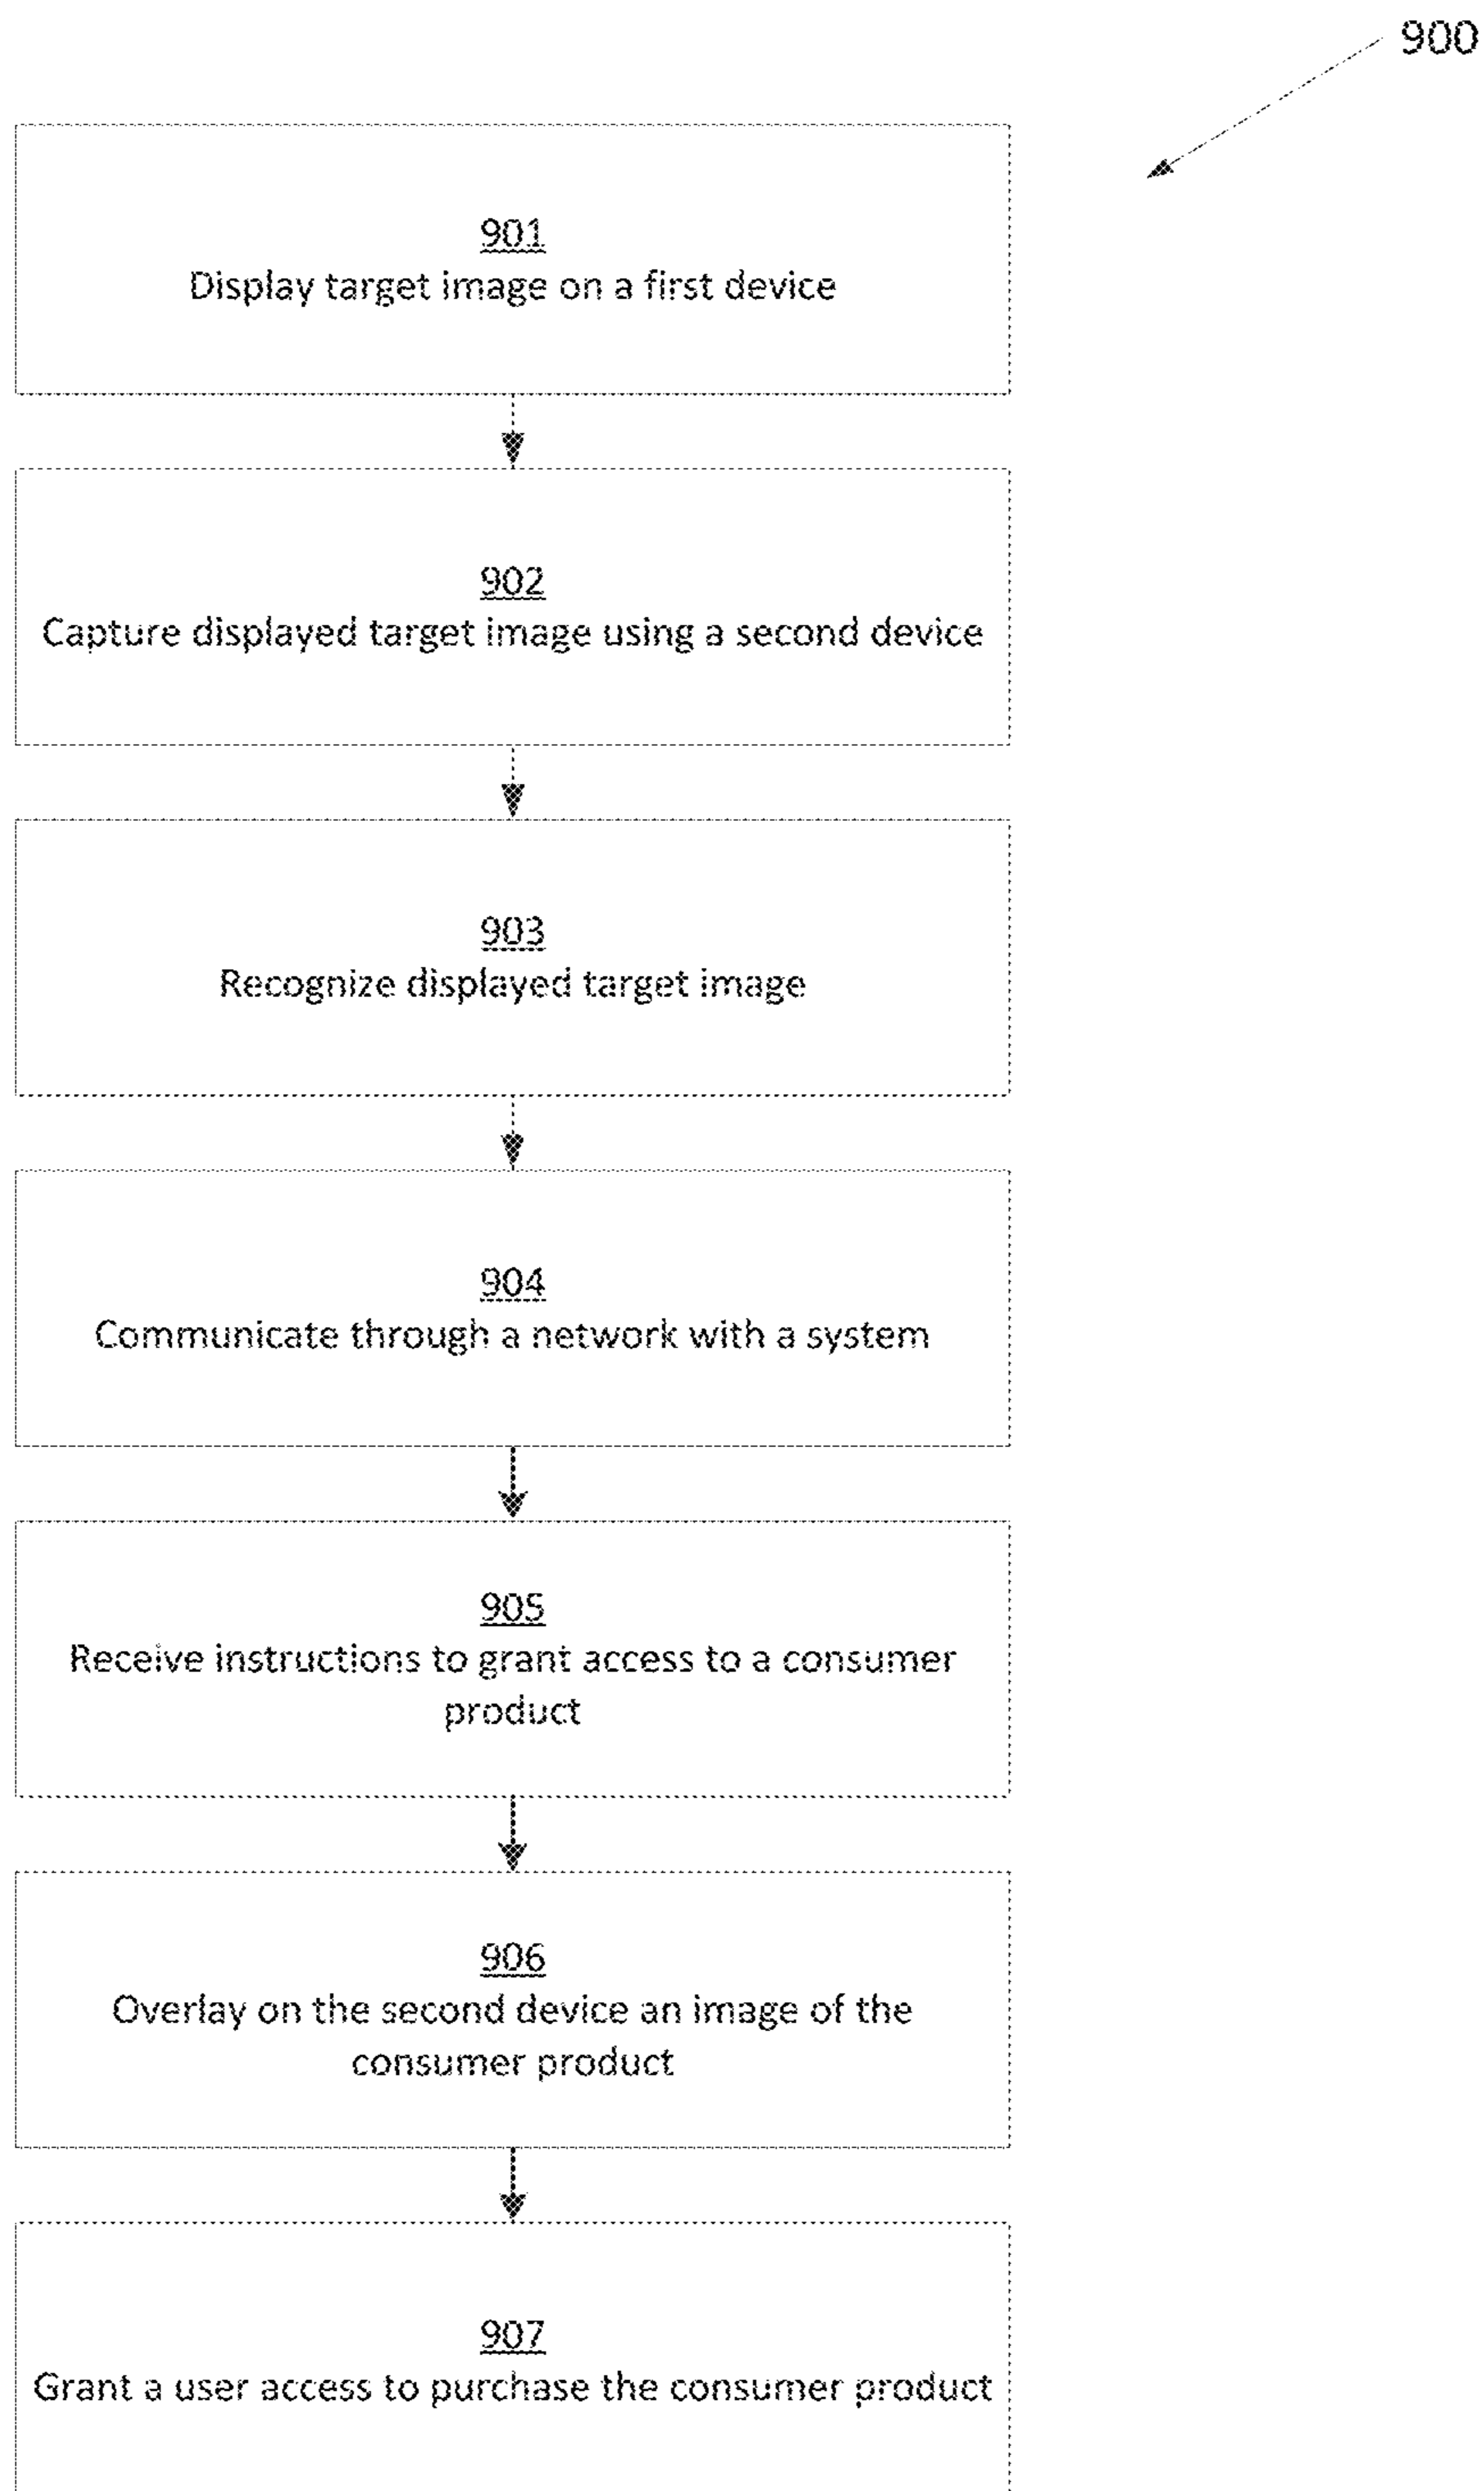 900
901
Display target image on a first device
902
Capture displayed target image using a second device
903
Recognize displayed target image
904
Communicate through a network with a system
905
Receive instructions to grant access to a consumer
product
906
Overlay on the second device an image of the
consumer product
907
Grant a user access to purchase the consumer product